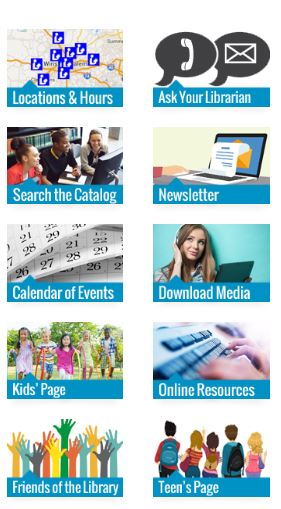 Locations & Hours
Ask Your Librarian
Search the Catalog
Newsletter
Calendar of Events
Download Media
Kids' Page
Online Resources
Friends of the Library
Teen's Page